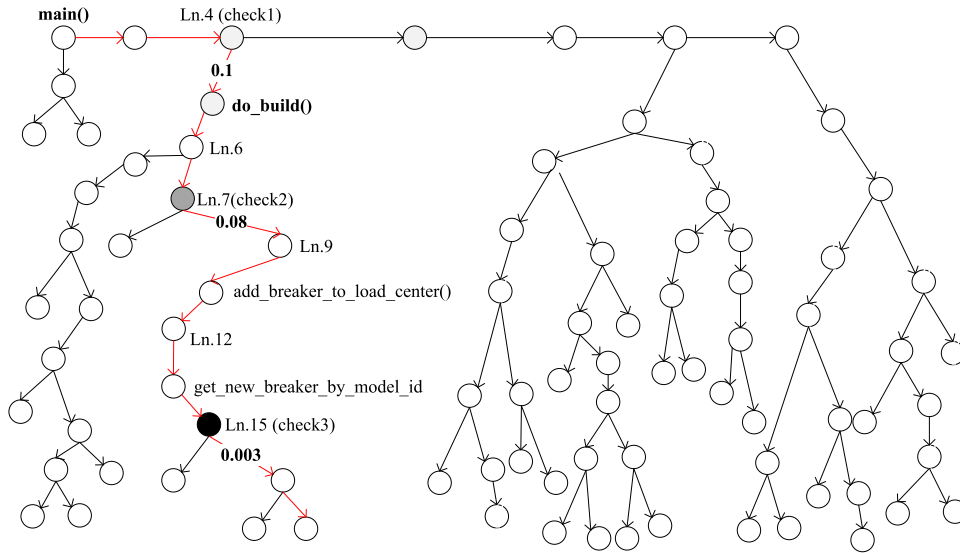 main()
Ln.4 (check1)
0.1
do_build()
Ln.6
Ln.7(check2)
0.08
Ln.9
add_breaker_to_load_center()
Ln.12
get_new_breaker_by_model_id
Ln.15 (check3)
0.003